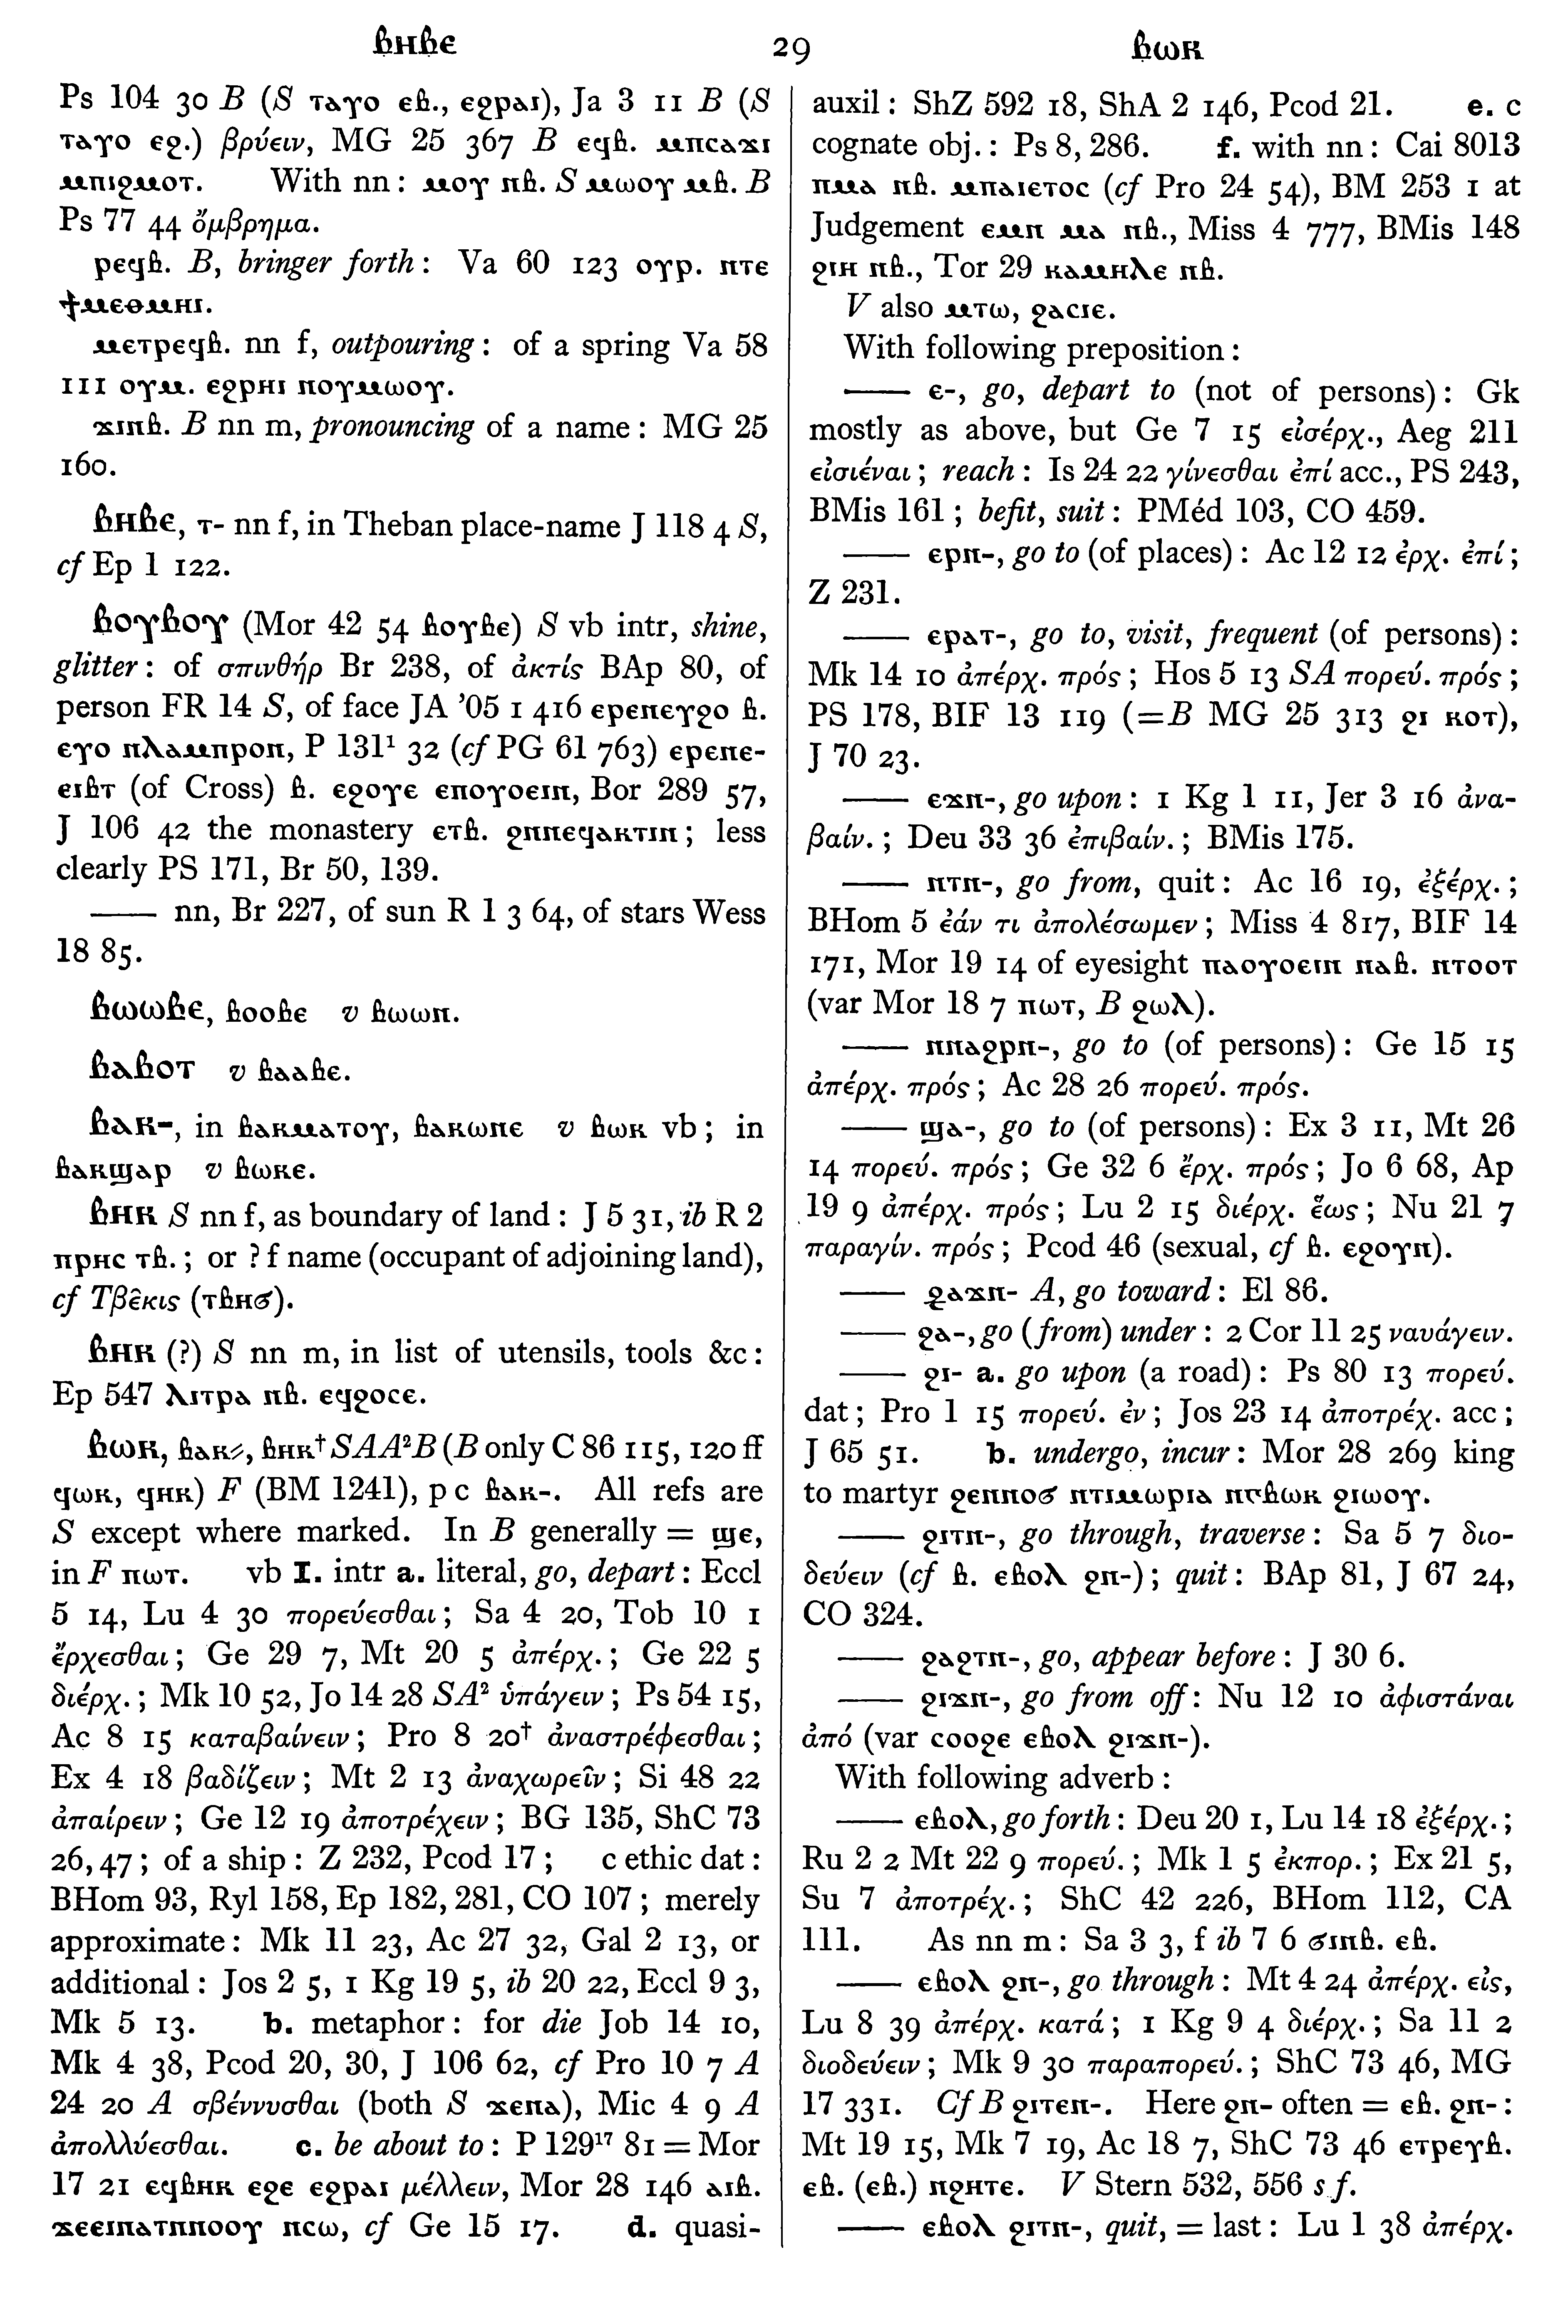 ⲃⲏⲃⲉ 29 ⲃⲱⲕ
Ps 104 30 B (S ⲧⲁⲩⲟ ⲉⲃ., ⲉϩⲣⲁⲓ), Ja 3 11 B (S
ⲧⲁⲩⲟ ⲉϩ.) βρύειν, MG 25 367 B ⲉϥⲃ. ⲙⲡⲥⲁϫⲓ
ⲙⲡⲓϩⲙⲟⲧ. With nn: ⲙⲟⲩ ⲛⲃ. S ⲙⲱⲟⲩ ⲙⲃ. B
Ps 77 44 ὄμβρημα.
ⲣⲉϥⲃ. B, bringer forth: Va 60 123 ⲟⲩⲣ. ⲛⲧⲉ
ϯⲙⲉⲑⲙⲏⲓ.
ⲙⲉⲧⲣⲉϥⲃ. nn f, outpouring: of a spring Va 58
111 ⲟⲩⲙ. ⲉϩⲣⲏⲓ ⲛⲟⲩⲙⲱⲟⲩ.
ϫⲓⲛⲃ. B nn m, pronouncing of a name: MG 25
160.
ⲃⲏⲃⲉ, ⲧ- nn f, in Theban place-name J 118 4 S,
cf Ep 1 122.
ⲃⲟⲩⲃⲟⲩ (Mor 42 54 ⲃⲟⲩⲃⲉ) S vb intr, shine,
glitter: of σπινθήρ Br 238, of ἀκτίς BAp 80, of
person FR 14 S, of face JA ’05 1 416 ⲉⲣⲉⲛⲉⲩϩⲟ ⲃ.
ⲉⲩⲟ ⲛⲗⲁⲙⲡⲣⲟⲛ, P 131¹ 32 (cf PG 61 763) ⲉⲣⲉⲡⲉ-
ⲉⲓⲃⲧ (of Cross) ⲃ. ⲉϩⲟⲩⲉ ⲉⲡⲟⲩⲟⲉⲓⲛ, Bor 289 57,
J 106 42 the monastery ⲉⲧⲃ. ϩⲛⲛⲉϥⲁⲕⲧⲓⲛ; less
clearly PS 171, Br 50, 139.
—— nn, Br 227, of sun R 1 3 64, of stars Wess
18 85.
ⲃⲱⲱⲃⲉ, ⲃⲟⲟⲃⲉ v ⲃⲱⲱⲛ.
ⲃⲁⲃⲟⲧ v ⲃⲁⲁⲃⲉ.
ⲃⲁⲕ-, in ⲃⲁⲕⲙⲁⲧⲟⲩ, ⲃⲁⲕⲱⲛⲉ v ⲃⲱⲕ vb; in
ⲃⲁⲕϣⲁⲣ v ⲃⲱⲕⲉ.
ⲃⲏⲕ S nn f, as boundary of land: J 5 31, ib R 2
ⲡⲣⲏⲥ ⲧⲃ.; or ? f name (occupant of adjoining land),
cf Τβῆκις (ⲧⲃⲏϭ).
ⲃⲏⲕ (?) S nn m, in list of utensils, tools &c:
Ep 547 ⲗⲓⲧⲣⲁ ⲛⲃ. ⲉϥϩⲟⲥⲉ.
ⲃⲱⲕ, ⲃⲁⲕ⸗, ⲃⲏⲕ† SAA²B (B only C 86 115, 120 ff
ϥⲱⲕ, ϥⲏⲕ) F (BM 1241), p c ⲃⲁⲕ-. All refs are
S except where marked. In B generally = ϣⲉ,
in F ⲡⲱⲧ. vb I. intr a. literal, go, depart: Eccl
5 14, Lu 4 30 πορεύεσθαι; Sa 4 20, Tob 10 1
ἔρχεσθαι; Ge 29 7, Mt 20 5 ἀπέρχ.; Ge 22 5
διέρχ.; Mk 10 52, Jo 14 28 SA² ὑπάγειν; Ps 54 15,
Ac 8 15 καταβαίνειν; Pro 8 20† ἀναστρέφεσθαι;
Ex 4 18 βαδίζειν; Mt 2 13 ἀναχωρεῖν; Si 48 22
ἀπαίρειν; Ge 12 19 ἀποτρέχειν; BG 135, ShC 73
26, 47; of a ship: Z 232, Pcod 17; c ethic dat:
BHom 93, Ryl 158, Ep 182, 281, CO 107; merely
approximate: Mk 11 23, Ac 27 32, Gal 2 13, or
additional: Jos 2 5, 1 Kg 19 5, ib 20 22, Eccl 9 3,
Mk 5 13. b. metaphor: for die Job 14 10,
Mk 4 38, Pcod 20, 30, J 106 62, cf Pro 10 7 A
24 20 A σβέννυσθαι (both S ϫⲉⲛⲁ), Mic 4 9 A
ἀπολλύεσθαι. c. be about to: P 129¹⁷ 81 = Mor
17 21 ⲉϥⲃⲏⲕ ⲉϩⲉ ⲉϩⲣⲁⲓ μέλλειν, Mor 28 146 ⲁⲓⲃ.
ϫⲉⲉⲓⲛⲁⲧⲛⲛⲟⲟⲩ ⲛⲥⲱ, cf Ge 15 17. d. quasi-
auxil: ShZ 592 18, ShA 2 146, Pcod 21. e. c
cognate obj.: Ps 8, 286. f. with nn: Cai 8013
ⲡⲙⲁ ⲛⲃ. ⲙⲡⲁⲓⲉⲧⲟⲥ (cf Pro 24 54), BM 253 1 at
Judgement ⲉⲙⲛ ⲙⲁ ⲛⲃ., Miss 4 777, BMis 148
ϩⲓⲏ ⲛⲃ., Tor 29 ⲕⲁⲙⲏⲗⲉ ⲛⲃ.
V also ⲙⲧⲱ, ϩⲁⲥⲓⲉ.
With following preposition:
—— ⲉ-, go, depart to (not of persons): Gk
mostly as above, but Ge 7 15 εἰσέρχ., Aeg 211
εἰσιέναι; reach: Is 24 22 γίνεσθαι ἐπί acc., PS 243,
BMis 161; befit, suit: PMéd 103, CO 459.
—— ⲉⲣⲛ-, go to (of places): Ac 12 12 ἐρχ. ἐπί;
Z 231.
—— ⲉⲣⲁⲧ-, go to, visit, frequent (of persons):
Mk 14 10 ἀπέρχ. πρός; Hos 5 13 SA πορεύ. πρός;
PS 178, BIF 13 119 (=B MG 25 313 ϩⲓ ⲕⲟⲧ),
J 70 23.
—— ⲉϫⲛ-, go upon: 1 Kg 1 11, Jer 3 16 ἀνα-
βαίν.; Deu 33 36 ἐπιβαίν.; BMis 175.
—— ⲛⲧⲛ-, go from, quit: Ac 16 19, ἐξέρχ.;
BHom 5 ἐάν τι ἀπολέσωμεν; Miss 4 817, BIF 14
171, Mor 19 14 of eyesight ⲡⲁⲟⲩⲟⲉⲓⲛ ⲛⲁⲃ. ⲛⲧⲟⲟⲧ
(var Mor 18 7 ⲡⲱⲧ, B ϩⲱⲗ).
—— ⲛⲛⲁϩⲣⲛ-, go to (of persons): Ge 15 15
ἀπέρχ. πρός; Ac 28 26 πορεύ. πρός.
—— ϣⲁ-, go to (of persons): Ex 3 11, Mt 26
14 πορεύ. πρός; Ge 32 6 ἔρχ. πρός; Jo 6 68, Ap
19 9 ἀπέρχ. πρός; Lu 2 15 διέρχ. ἕως; Nu 21 7
παραγίν. πρός; Pcod 46 (sexual, cf ⲃ. ⲉϩⲟⲩⲛ).
—— ϩⲁϫⲛ- A, go toward: El 86.
—— ϩⲁ-, go (from) under: 2 Cor 11 25 ναυάγειν.
—— ϩⲓ- a. go upon (a road): Ps 80 13 πορεύ.
dat; Pro 1 15 πορεύ. ἐν; Jos 23 14 ἀποτρέχ. acc;
J 65 51. b. undergo, incur: Mor 28 269 king
to martyr ϩⲉⲛⲛⲟϭ ⲛⲧⲓⲙⲱⲣⲓⲁ ⲛⲅⲃⲱⲕ ϩⲓⲱⲟⲩ.
—— ϩⲓⲧⲛ-, go through, traverse: Sa 5 7 διο-
δεύειν (cf ⲃ. ⲉⲃⲟⲗ ϩⲛ-); quit: BAp 81, J 67 24,
CO 324.
—— ϩⲁϩⲧⲛ-, go, appear before: J 30 6.
—— ϩⲓϫⲛ-, go from off: Nu 12 10 ἀφιστάναι
ἀπό (var ⲥⲟⲟϩⲉ ⲉⲃⲟⲗ ϩⲓϫⲛ-).
With following adverb:
—— ⲉⲃⲟⲗ, go forth: Deu 20 1, Lu 14 18 ἐξέρχ.;
Ru 2 2 Mt 22 9 πορεύ.; Mk 1 5 ἐκπορ.; Ex 21 5,
Su 7 ἀποτρέχ.; ShC 42 226, BHom 112, CA
111. As nn m: Sa 3 3, f ib 7 6 ϭⲓⲛⲃ. ⲉⲃ.
—— ⲉⲃⲟⲗ ϩⲛ-, go through: Mt 4 24 ἀπέρχ. εἰς,
Lu 8 39 ἀπέρχ. κατά; 1 Kg 9 4 διέρχ.; Sa 11 2
διοδεύειν; Mk 9 30 παραπορεύ.; ShC 73 46, MG
17 331. Cf B ϩⲓⲧⲉⲛ-. Here ϩⲛ- often = ⲉⲃ. ϩⲛ-:
Mt 19 15, Mk 7 19, Ac 18 7, ShC 73 46 ⲉⲧⲣⲉⲩⲃ.
ⲉⲃ. (ⲉⲃ.) ⲛϩⲏⲧⲉ. V Stern 532, 556 s f.
—— ⲉⲃⲟⲗ ϩⲓⲧⲛ-, quit, = last: Lu 1 38 ἀπέρχ.